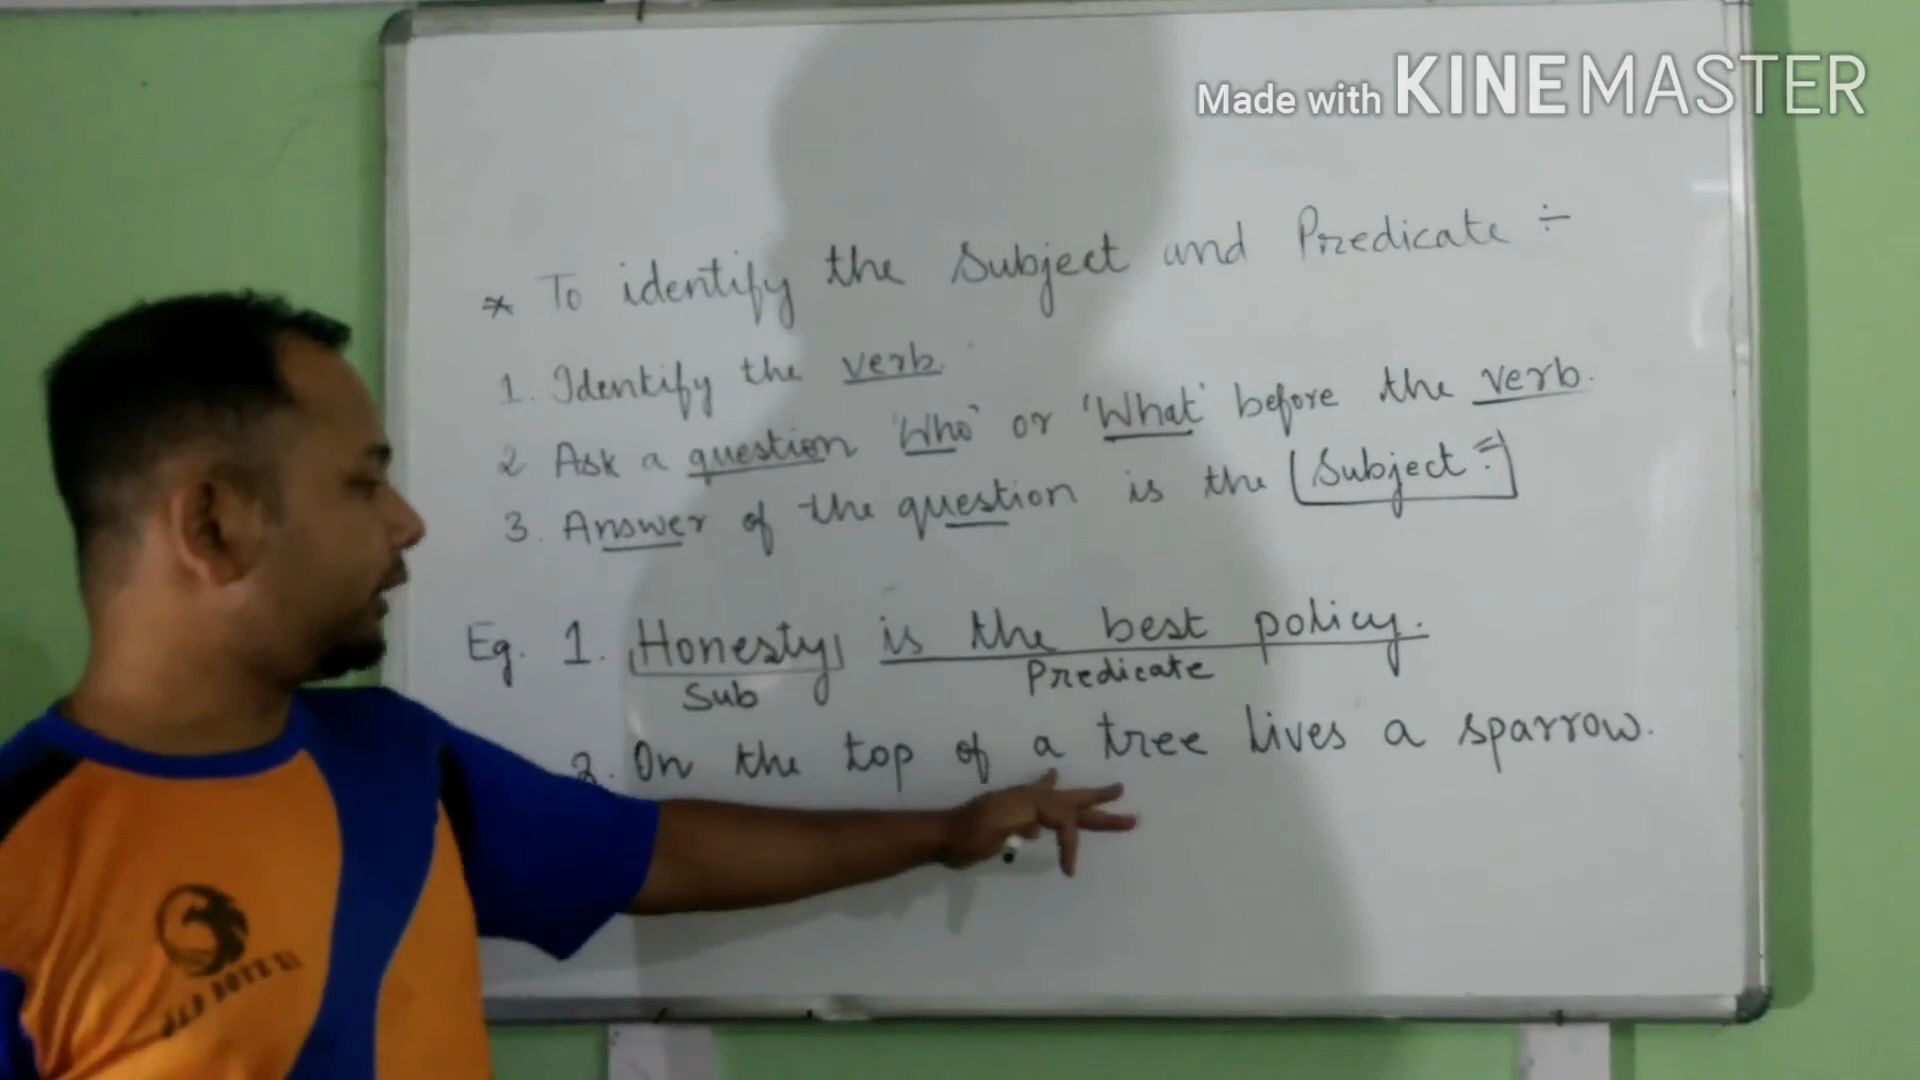 Made with KINEMASTER
* To identify the Subject and Predicate ÷
1. Identify the verb.
2 Ask a question 'Who' or 'What' before the verb.
3. Answer of the question is the Subject
Eg. 1. Honesty is the best policy.
Sub Predicate
2. On the top of a tree lives a sparrow.